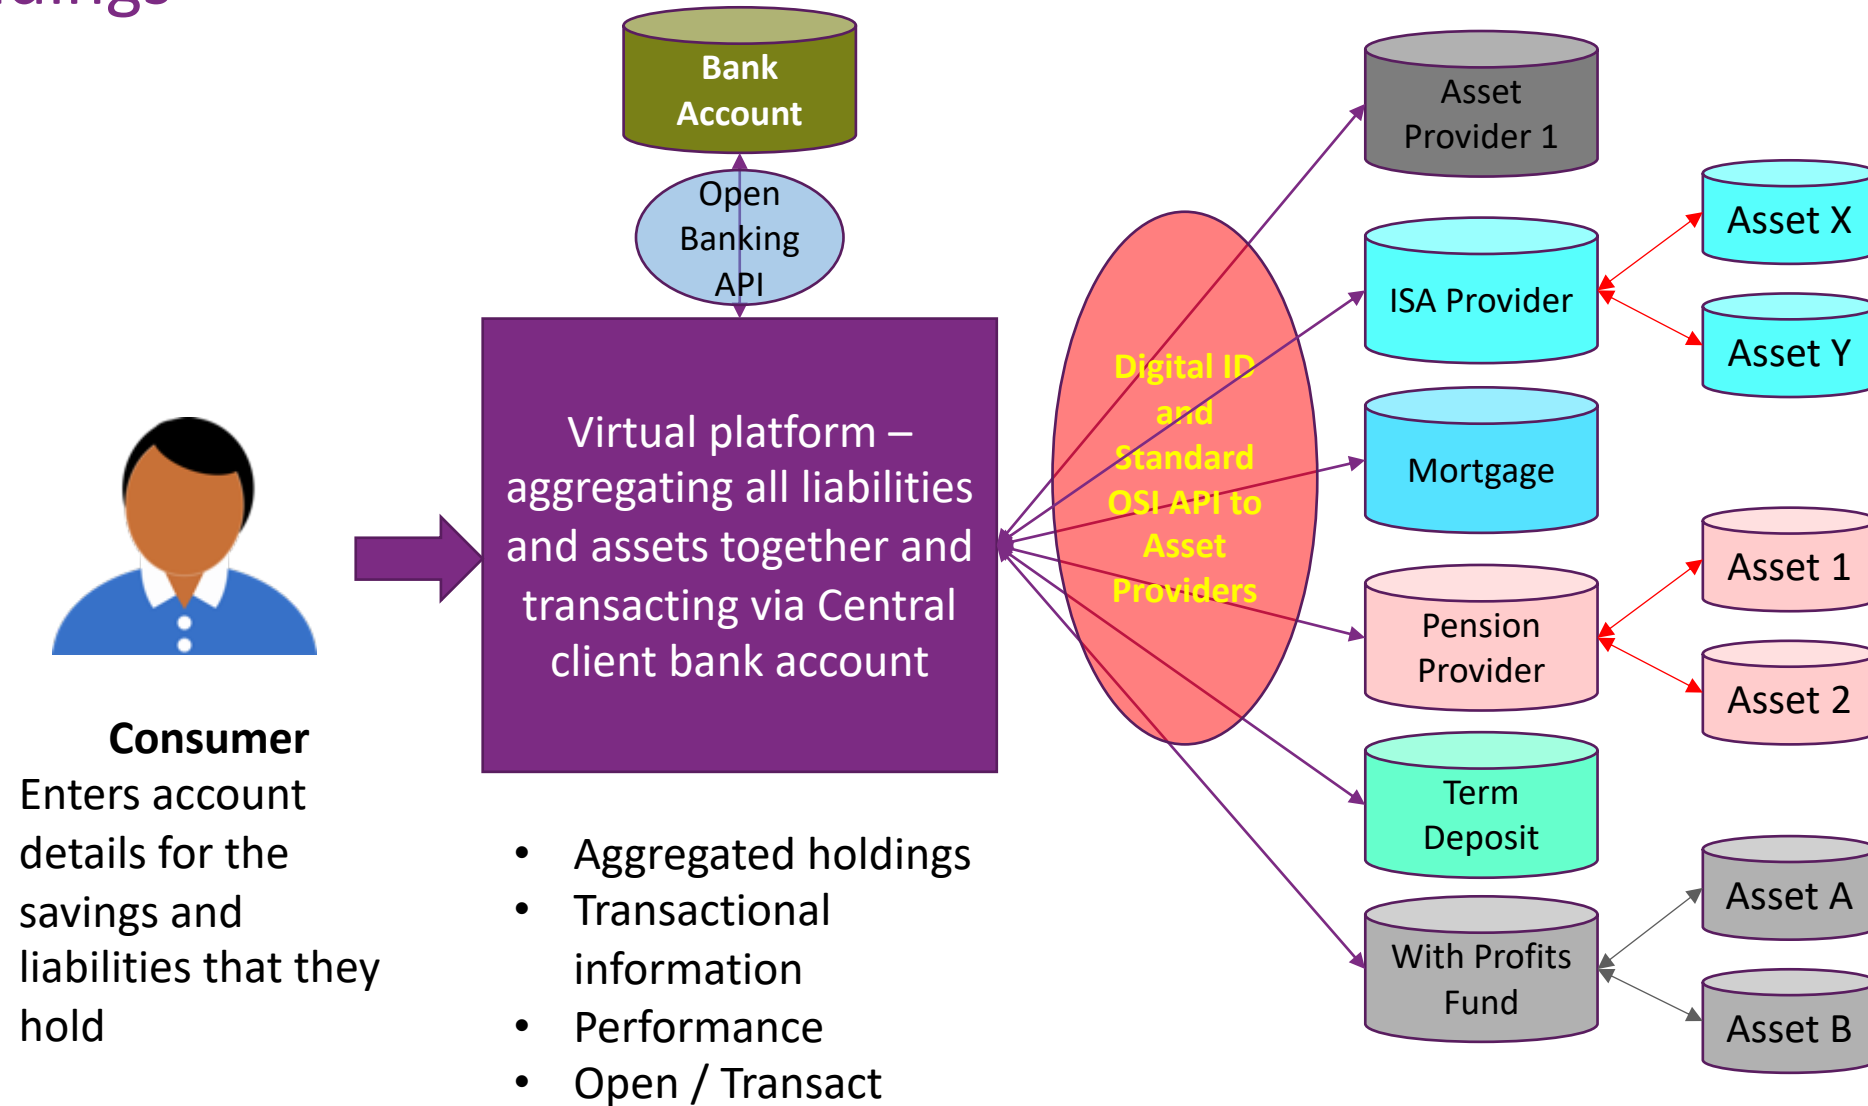 Bank
Account
Open
Banking
API
Virtual platform –
aggregating all liabilities
and assets together and
transacting via Central
client bank account
Consumer
Enters account
details for the
savings and
liabilities that they
hold
• Aggregated holdings
• Transactional
information
• Performance
• Open / Transact
Digital ID
and
Standard
OSI API to
Asset
Providers
Asset
Provider 1
ISA Provider
Asset X
Asset Y
Mortgage
Pension
Provider
Asset 1
Asset 2
Term
Deposit
With Profits
Fund
Asset A
Asset B